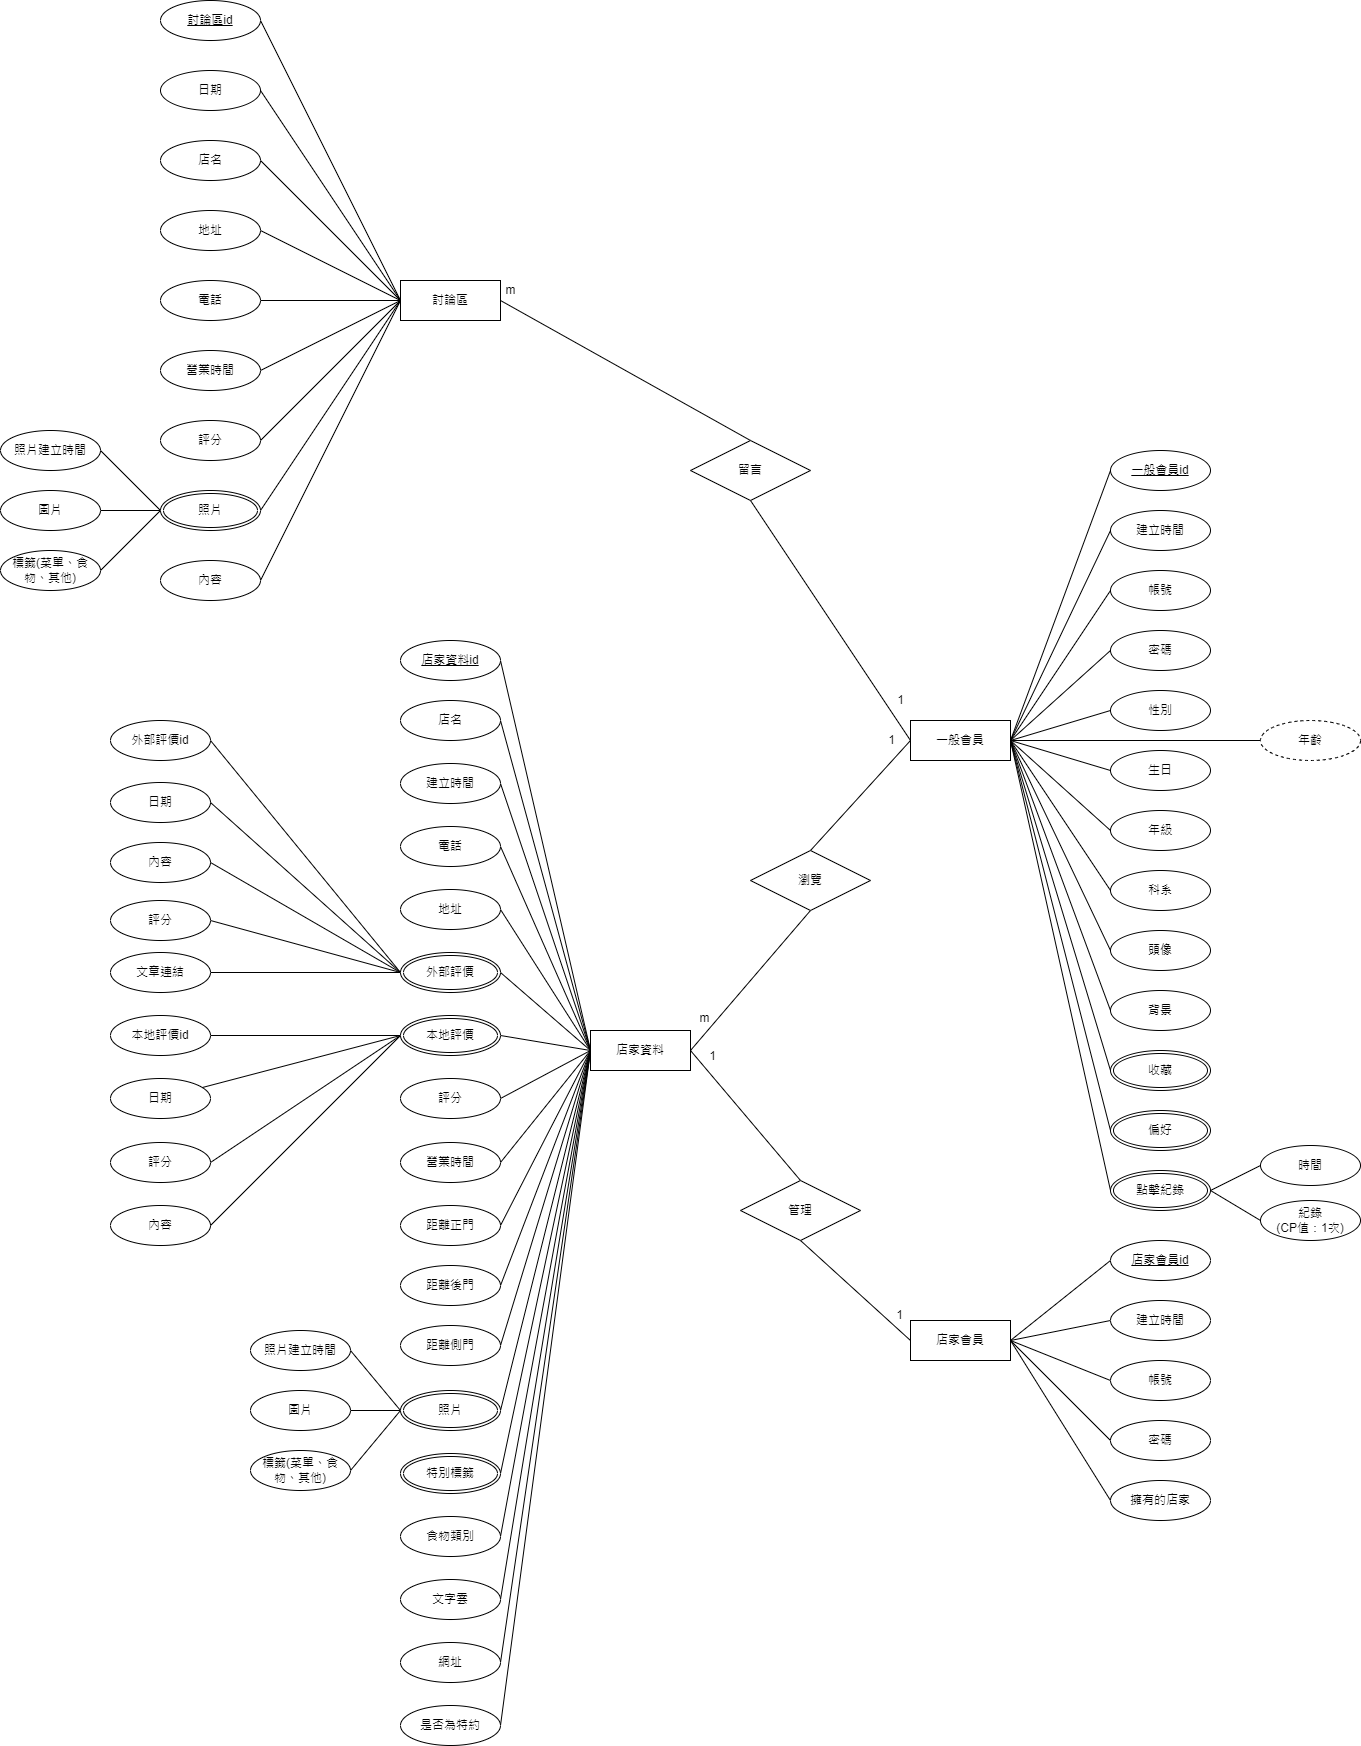 討論區id
日期
店名
地址
電話
營業時間
評分
照片
內容
照片建立時間
圖片
標籤(菜單、食
物、其他)
討論區
m
留言
1
1
一般會員
一般會員id
建立時間
帳號
密碼
性別
年齡
生日
年級
科系
頭像
背景
收藏
偏好
點擊紀錄
時間
紀錄
(CP值：1次)
瀏覽
m
1
店家資料
店家資料id
店名
建立時間
電話
地址
外部評價
本地評價
評分
營業時間
距離正門
距離後門
距離側門
照片
特別標籤
食物類別
文字雲
網址
是否為特約
外部評價id
日期
內容
評分
文章連結
本地評價id
日期
評分
內容
照片建立時間
圖片
標籤(菜單、食
物、其他)
管理
1
店家會員
店家會員id
建立時間
帳號
密碼
擁有的店家